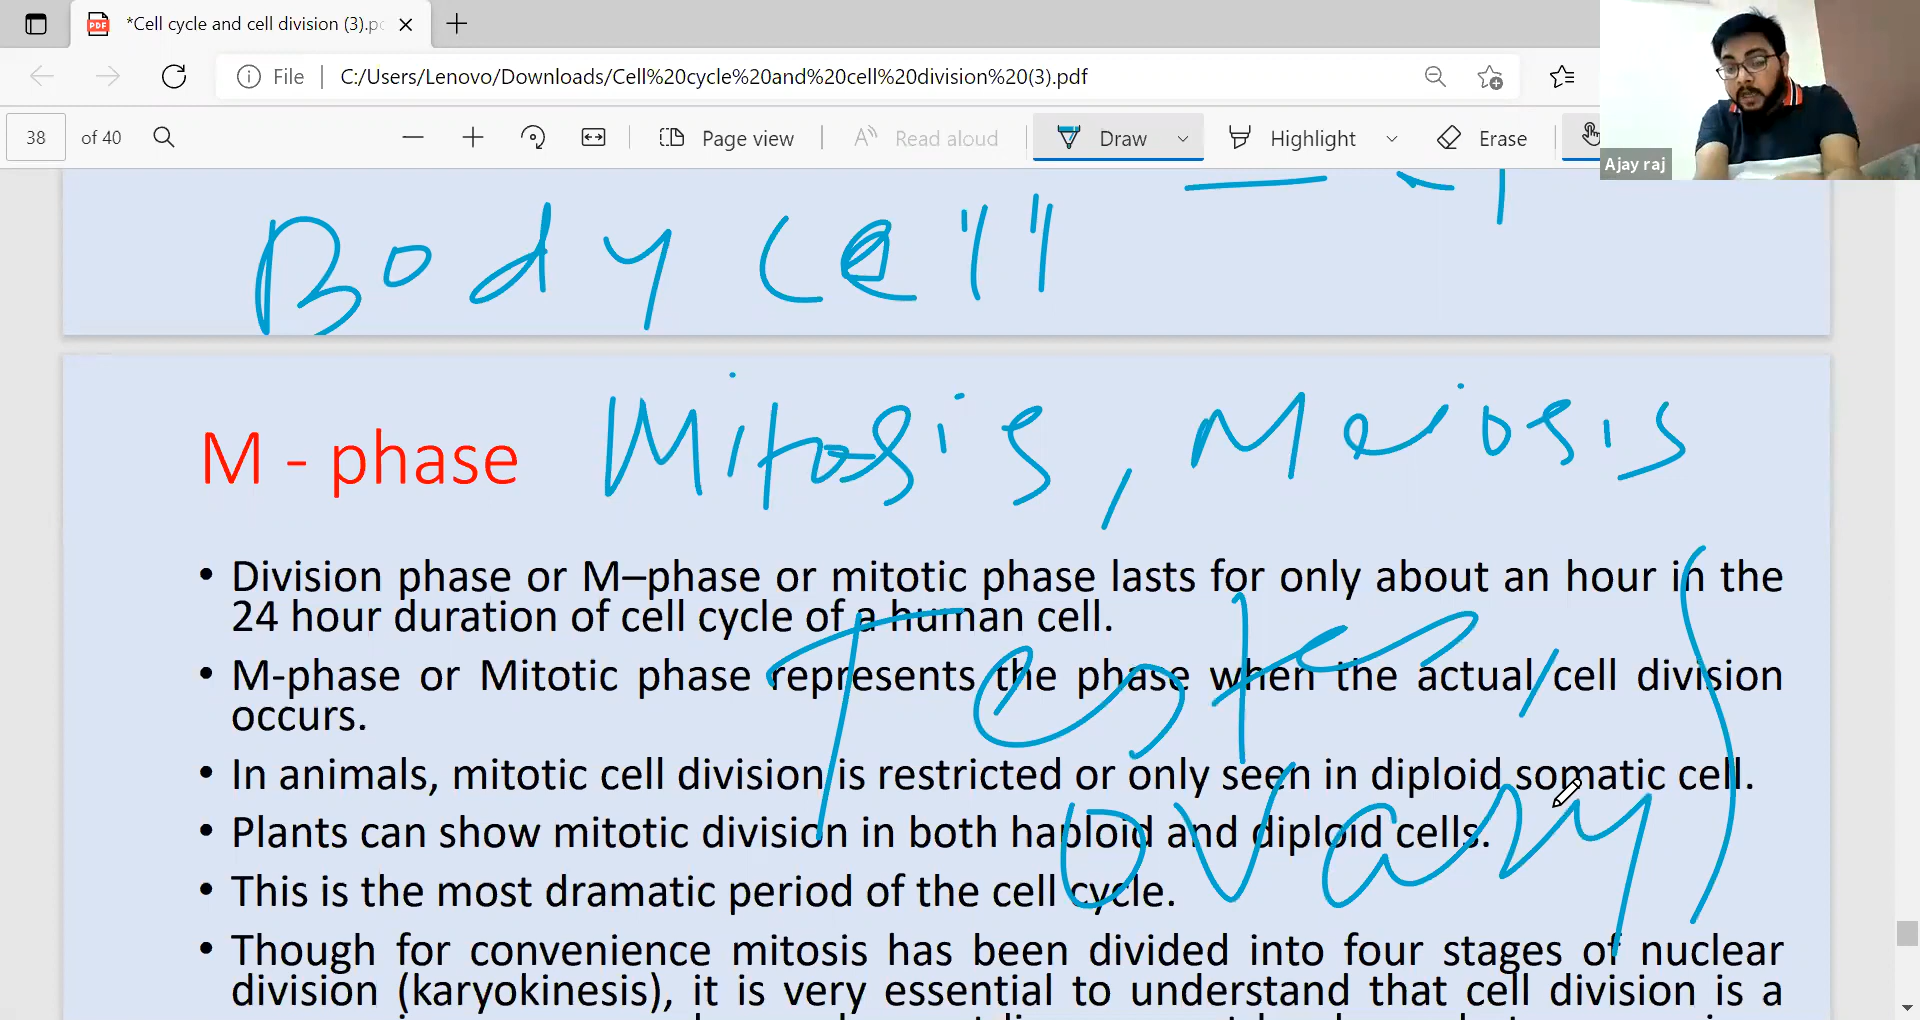 *Cell cycle and cell division (3).p
File C:/Users/Lenovo/Downloads/Cell%20cycle%20and%20cell%20division%20(3).pdf
38 of 40 Page view Read aloud Draw Highlight Erase
Ajay raj
Body Cell
M - phase Mitosis, Meiosis
• Division phase or M–phase or mitotic phase lasts for only about an hour in the
24 hour duration of cell cycle of a human cell.
• M-phase or Mitotic phase represents the phase when the actual cell division
occurs.
• In animals, mitotic cell division is restricted or only seen in diploid somatic cell.
• Plants can show mitotic division in both haploid and diploid cells.
• This is the most dramatic period of the cell cycle.
• Though for convenience mitosis has been divided into four stages of nuclear
division (karyokinesis), it is very essential to understand that cell division is a
Testes,
Ovary